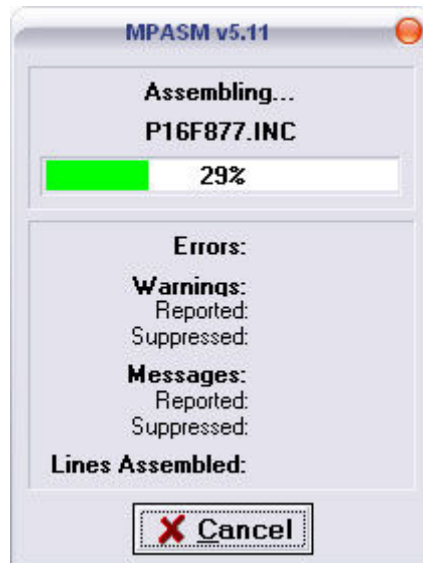 MPASM v5.11
Assembling...
P16F877.INC
29%
Errors:
Warnings:
Reported:
Suppressed:
Messages:
Reported:
Suppressed:
Lines Assembled:
Cancel